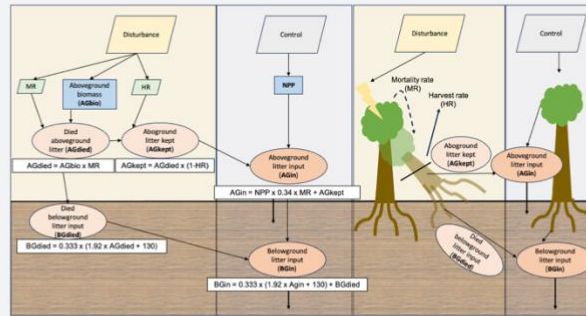 Disturbance
MR
Aboveground
biomass
(AGbio)
HR
Died
aboveground
litter (AGdied)
Abovground
litter kept
(AGkept)
AGdied = AGbio x MR
AGkept = AGdied x (1-HR)
Died
belowground
litter input
(BGdied)
BGdied = 0.333 x (1.92 x AGdied + 130)
Control
NPP
Aboveground
litter input
(AGin)
AGin = NPP x 0.34 x MR + AGkept
Belowground
litter input
(BGin)
BGin = 0.333 x (1.92 x Agin + 130) + BGdied
Disturbance
Mortality rate
(MR)
Harvest rate
(HR)
Abovground
litter kept
(AGkept)
Died
belowground
litter input
(BGdied)
Control
Aboveground
litter input
(AGin)
Belowground
litter input
(BGin)